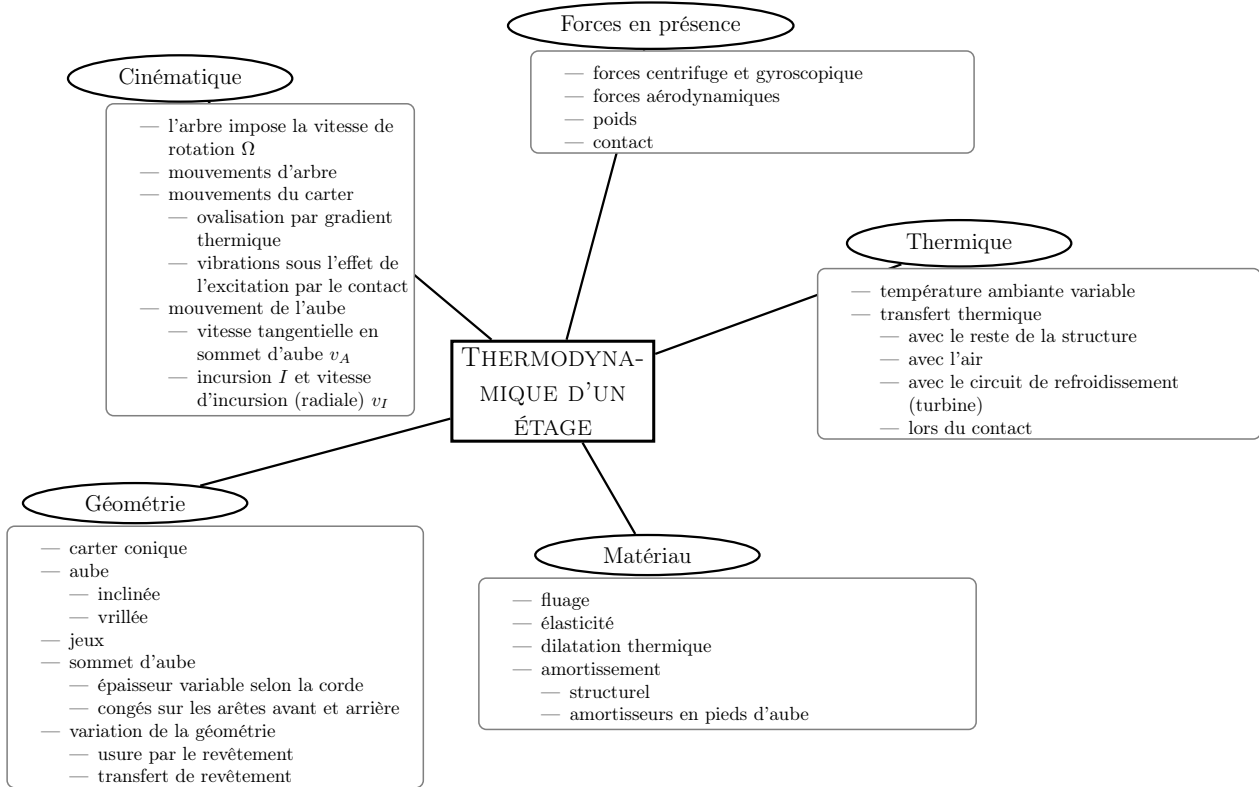 Forces en présence
— forces centrifuge et gyroscopique
— forces aérodynamiques
— poids
— contact
Cinématique
— l'arbre impose la vitesse de
rotation Ω
— mouvements d'arbre
— mouvements du carter
— ovalisation par gradient
thermique
— vibrations sous l'effet de
l'excitation par le contact
— mouvement de l'aube
— vitesse tangentielle en
sommet d'aube v_A
— incursion I et vitesse
d'incursion (radiale) v_I
Thermique
— température ambiante variable
— transfert thermique
— avec le reste de la structure
— avec l'air
— avec le circuit de refroidissement
(turbine)
— lors du contact
THERMODYNA-
MIQUE D'UN
ÉTAGE
Géométrie
— carter conique
— aube
— inclinée
— vrillée
— jeux
— sommet d'aube
— épaisseur variable selon la corde
— congés sur les arêtes avant et arrière
— variation de la géométrie
— usure par le revêtement
— transfert de revêtement
Matériau
— fluage
— élasticité
— dilatation thermique
— amortissement
— structurel
— amortisseurs en pieds d'aube